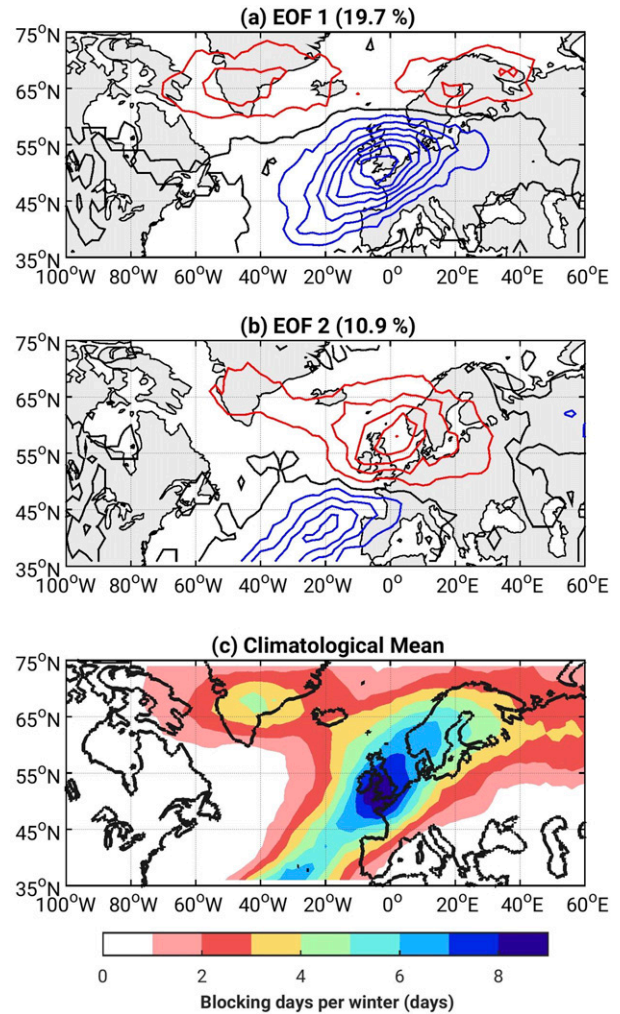 (a) EOF 1 (19.7 %)
75°N
65°N
55°N
45°N
35°N
100°W 80°W 60°W 40°W 20°W 0° 20°E 40°E 60°E
(b) EOF 2 (10.9 %)
75°N
65°N
55°N
45°N
35°N
100°W 80°W 60°W 40°W 20°W 0° 20°E 40°E 60°E
(c) Climatological Mean
75°N
65°N
55°N
45°N
35°N
100°W 80°W 60°W 40°W 20°W 0° 20°E 40°E 60°E
0 2 4 6 8
Blocking days per winter (days)